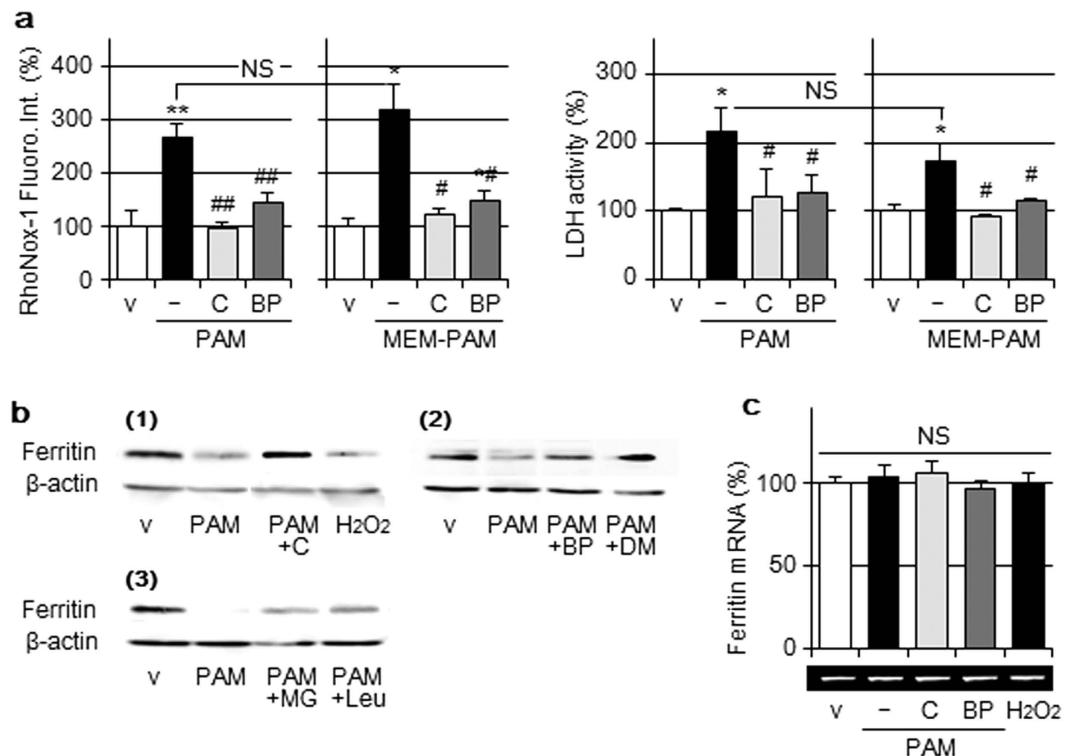 a
RhoNox-1 Fluoro. Int. (%)
400
300
200
100
0
NS
**
##
##
*
#
*#
v
–
C
BP
v
–
C
BP
PAM
MEM-PAM
LDH activity (%)
300
200
100
0
NS
*
#
#
*
#
#
v
–
C
BP
v
–
C
BP
PAM
MEM-PAM
b
(1)
Ferritin
β-actin
v
PAM
PAM
+C
H2O2
(2)
v
PAM
PAM
+BP
PAM
+DM
(3)
Ferritin
β-actin
v
PAM
PAM
+MG
PAM
+Leu
c
Ferritin mRNA (%)
100
50
0
NS
v
–
C
BP
H2O2
PAM